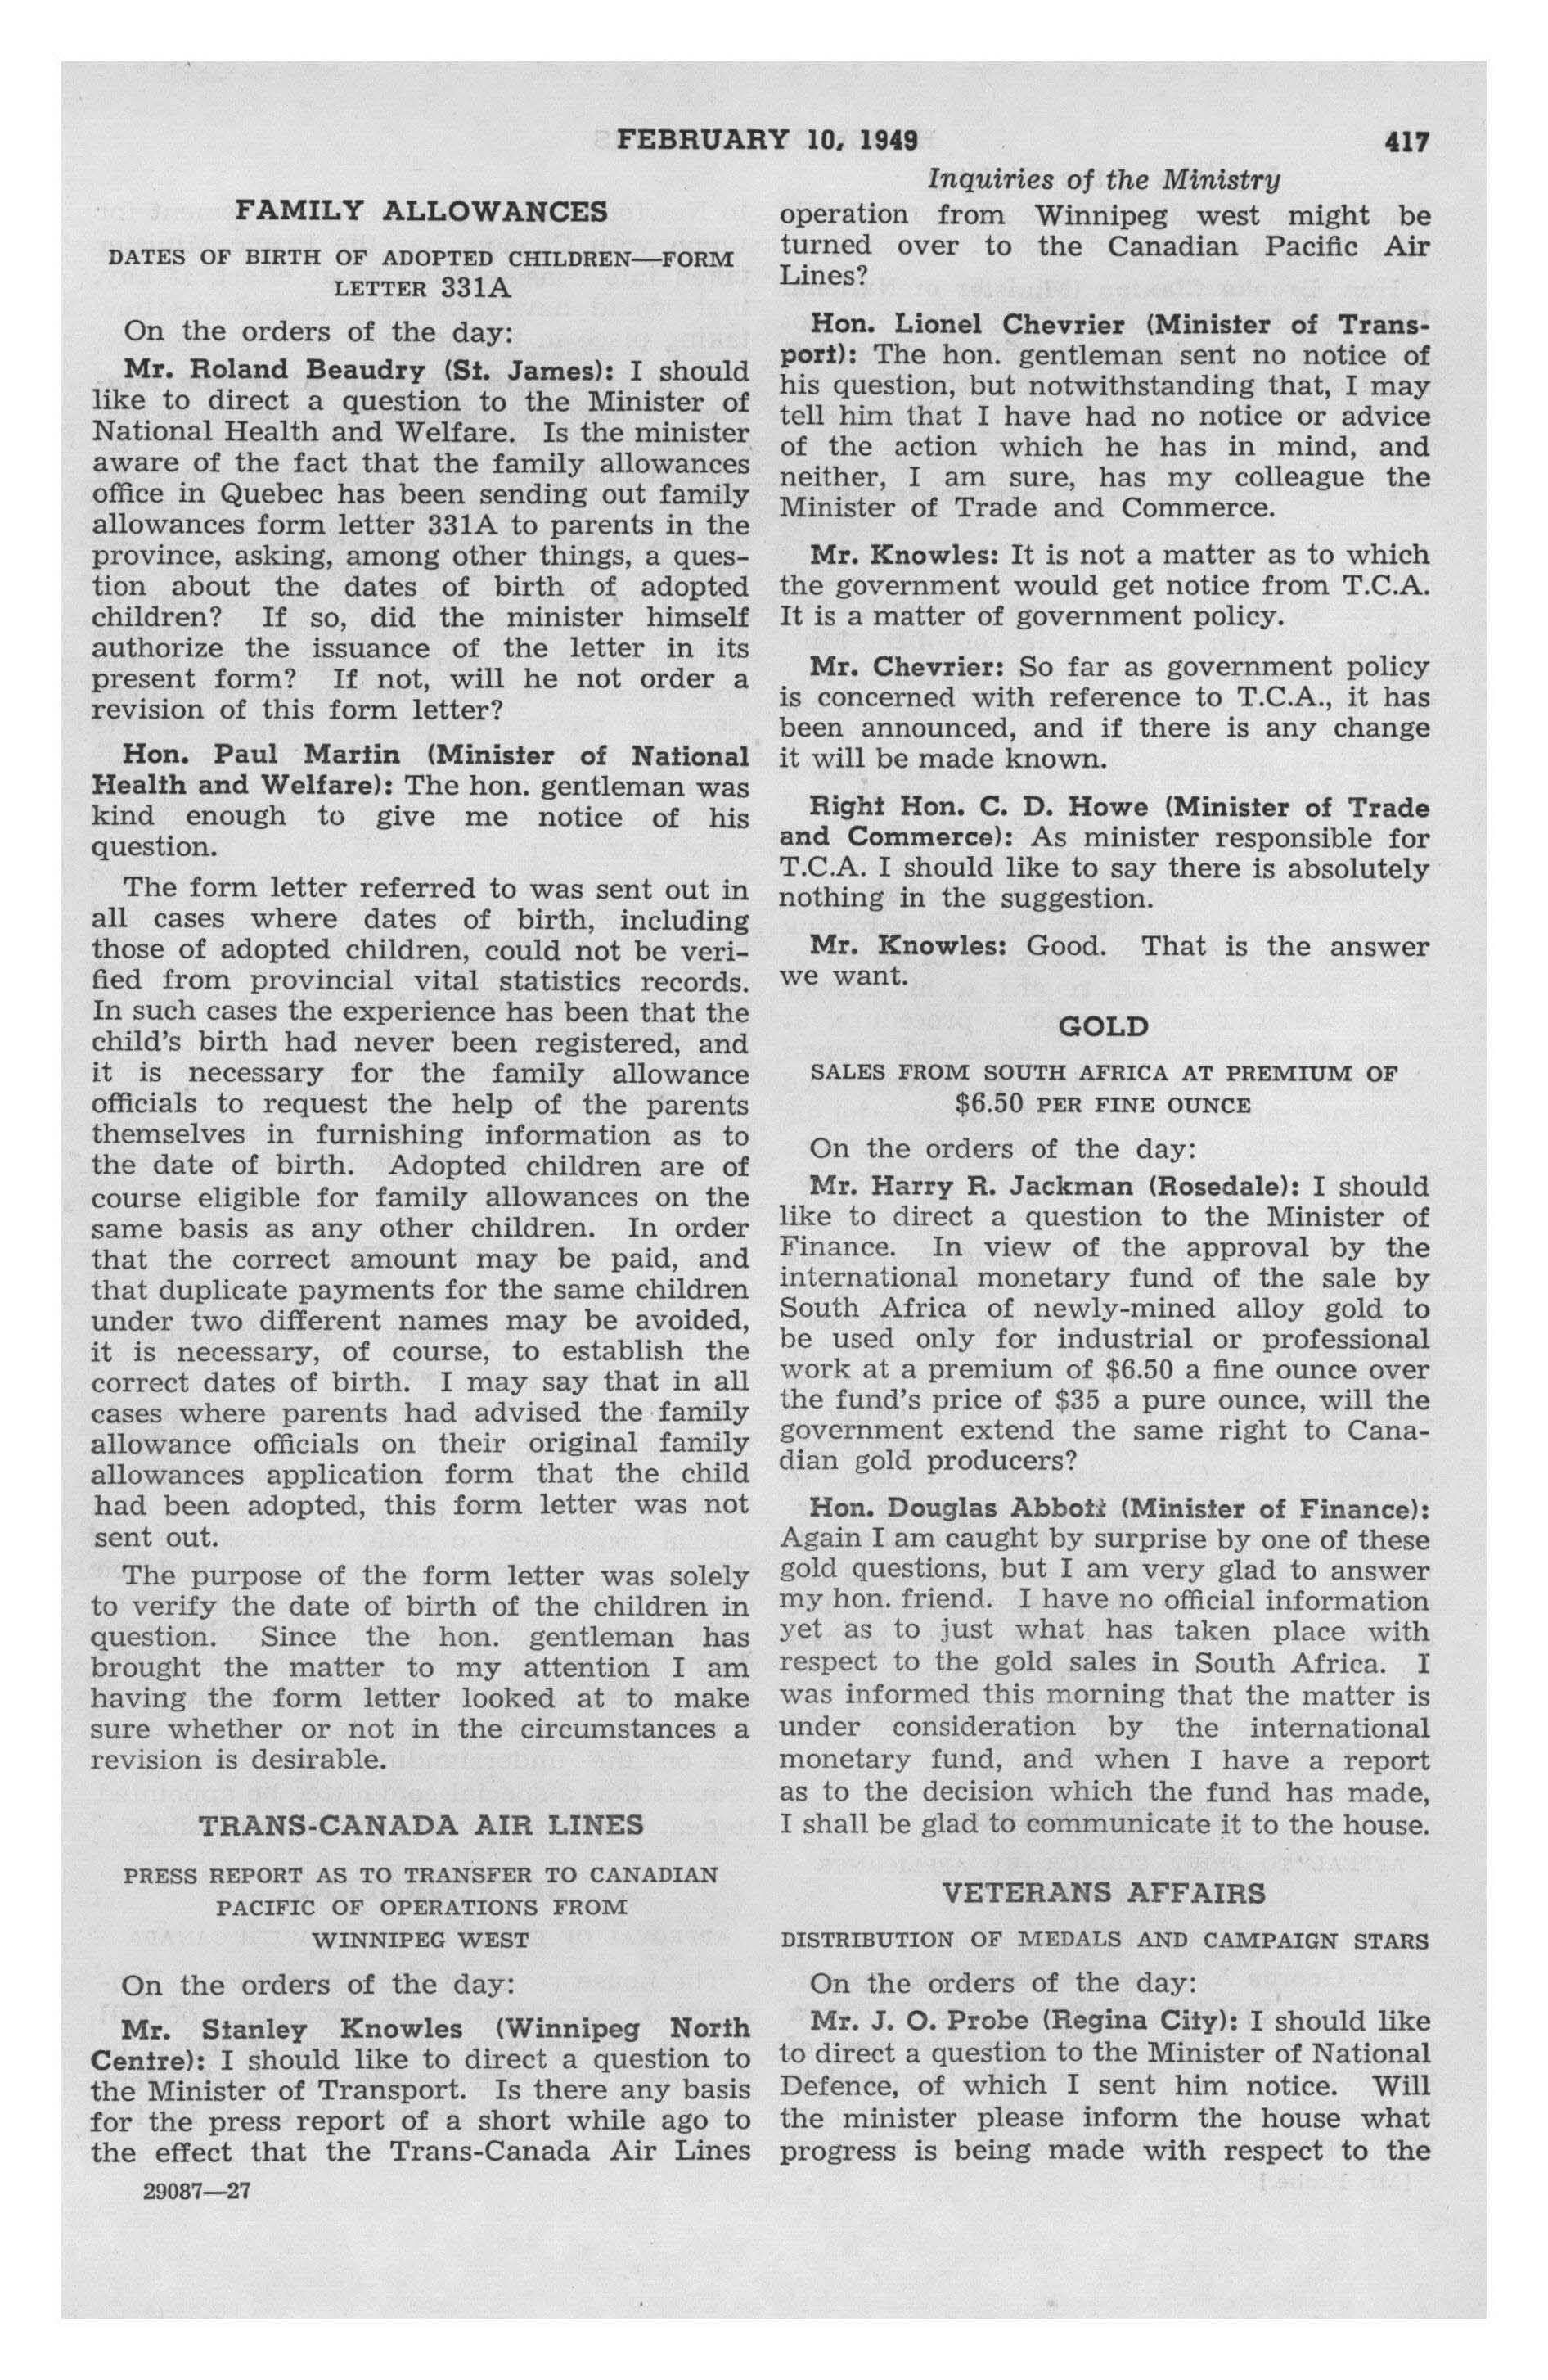 FEBRUARY 10, 1949 417
FAMILY ALLOWANCES
DATES OF BIRTH OF ADOPTED CHILDREN—FORM
LETTER 331A
On the orders of the day:
Mr. Roland Beaudry (St. James): I should
like to direct a question to the Minister of
National Health and Welfare. Is the minister
aware of the fact that the family allowances
office in Quebec has been sending out family
allowances form letter 331A to parents in the
province, asking, among other things, a ques-
tion about the dates of birth of adopted
children? If so, did the minister himself
authorize the issuance of the letter in its
present form? If not, will he not order a
revision of this form letter?
Hon. Paul Martin (Minister of National
Health and Welfare): The hon. gentleman was
kind enough to give me notice of his
question.
The form letter referred to was sent out in
all cases where dates of birth, including
those of adopted children, could not be veri-
fied from provincial vital statistics records.
In such cases the experience has been that the
child's birth had never been registered, and
it is necessary for the family allowance
officials to request the help of the parents
themselves in furnishing information as to
the date of birth. Adopted children are of
course eligible for family allowances on the
same basis as any other children. In order
that the correct amount may be paid, and
that duplicate payments for the same children
under two different names may be avoided,
it is necessary, of course, to establish the
correct dates of birth. I may say that in all
cases where parents had advised the family
allowance officials on their original family
allowances application form that the child
had been adopted, this form letter was not
sent out.
The purpose of the form letter was solely
to verify the date of birth of the children in
question. Since the hon. gentleman has
brought the matter to my attention I am
having the form letter looked at to make
sure whether or not in the circumstances a
revision is desirable.
TRANS-CANADA AIR LINES
PRESS REPORT AS TO TRANSFER TO CANADIAN
PACIFIC OF OPERATIONS FROM
WINNIPEG WEST
On the orders of the day:
Mr. Stanley Knowles (Winnipeg North
Centre): I should like to direct a question to
the Minister of Transport. Is there any basis
for the press report of a short while ago to
the effect that the Trans-Canada Air Lines
29087—27
Inquiries of the Ministry
operation from Winnipeg west might be
turned over to the Canadian Pacific Air
Lines?
Hon. Lionel Chevrier (Minister of Trans-
port): The hon. gentleman sent no notice of
his question, but notwithstanding that, I may
tell him that I have had no notice or advice
of the action which he has in mind, and
neither, I am sure, has my colleague the
Minister of Trade and Commerce.
Mr. Knowles: It is not a matter as to which
the government would get notice from T.C.A.
It is a matter of government policy.
Mr. Chevrier: So far as government policy
is concerned with reference to T.C.A., it has
been announced, and if there is any change
it will be made known.
Right Hon. C. D. Howe (Minister of Trade
and Commerce): As minister responsible for
T.C.A. I should like to say there is absolutely
nothing in the suggestion.
Mr. Knowles: Good. That is the answer
we want.
GOLD
SALES FROM SOUTH AFRICA AT PREMIUM OF
$6.50 PER FINE OUNCE
On the orders of the day:
Mr. Harry R. Jackman (Rosedale): I should
like to direct a question to the Minister of
Finance. In view of the approval by the
international monetary fund of the sale by
South Africa of newly-mined alloy gold to
be used only for industrial or professional
work at a premium of $6.50 a fine ounce over
the fund's price of $35 a pure ounce, will the
government extend the same right to Cana-
dian gold producers?
Hon. Douglas Abbott (Minister of Finance):
Again I am caught by surprise by one of these
gold questions, but I am very glad to answer
my hon. friend. I have no official information
yet as to just what has taken place with
respect to the gold sales in South Africa. I
was informed this morning that the matter is
under consideration by the international
monetary fund, and when I have a report
as to the decision which the fund has made,
I shall be glad to communicate it to the house.
VETERANS AFFAIRS
DISTRIBUTION OF MEDALS AND CAMPAIGN STARS
On the orders of the day:
Mr. J. O. Probe (Regina City): I should like
to direct a question to the Minister of National
Defence, of which I sent him notice. Will
the minister please inform the house what
progress is being made with respect to the